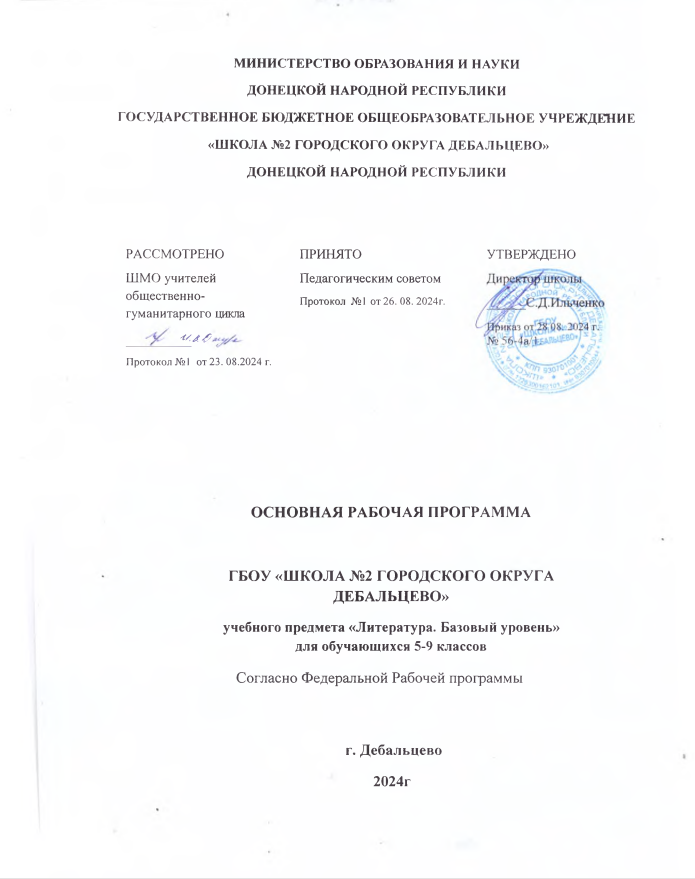 МИНИСТЕРСТВО ОБРАЗОВАНИЯ И НАУКИ
ДОНЕЦКОЙ НАРОДНОЙ РЕСПУБЛИКИ
ГОСУДАРСТВЕННОЕ БЮДЖЕТНОЕ ОБЩЕОБРАЗОВАТЕЛЬНОЕ УЧРЕЖДЕНИЕ
«ШКОЛА №2 ГОРОДСКОГО ОКРУГА ДЕБАЛЬЦЕВО»
ДОНЕЦКОЙ НАРОДНОЙ РЕСПУБЛИКИ
РАССМОТРЕНО
ШМО учителей
общественно-
гуманитарного цикла
Протокол №1 от 23. 08.2024 г.
ПРИНЯТО
Педагогическим советом
Протокол №1 от 26. 08. 2024г.
УТВЕРЖДЕНО
Директор школы
С.Д.Ильченко
Приказ от 28.08. 2024 г.
№ 56-4а/1
ОСНОВНАЯ РАБОЧАЯ ПРОГРАММА
ГБОУ «ШКОЛА №2 ГОРОДСКОГО ОКРУГА
ДЕБАЛЬЦЕВО»
учебного предмета «Литература. Базовый уровень»
для обучающихся 5-9 классов
Согласно Федеральной Рабочей программы
г. Дебальцево
2024г